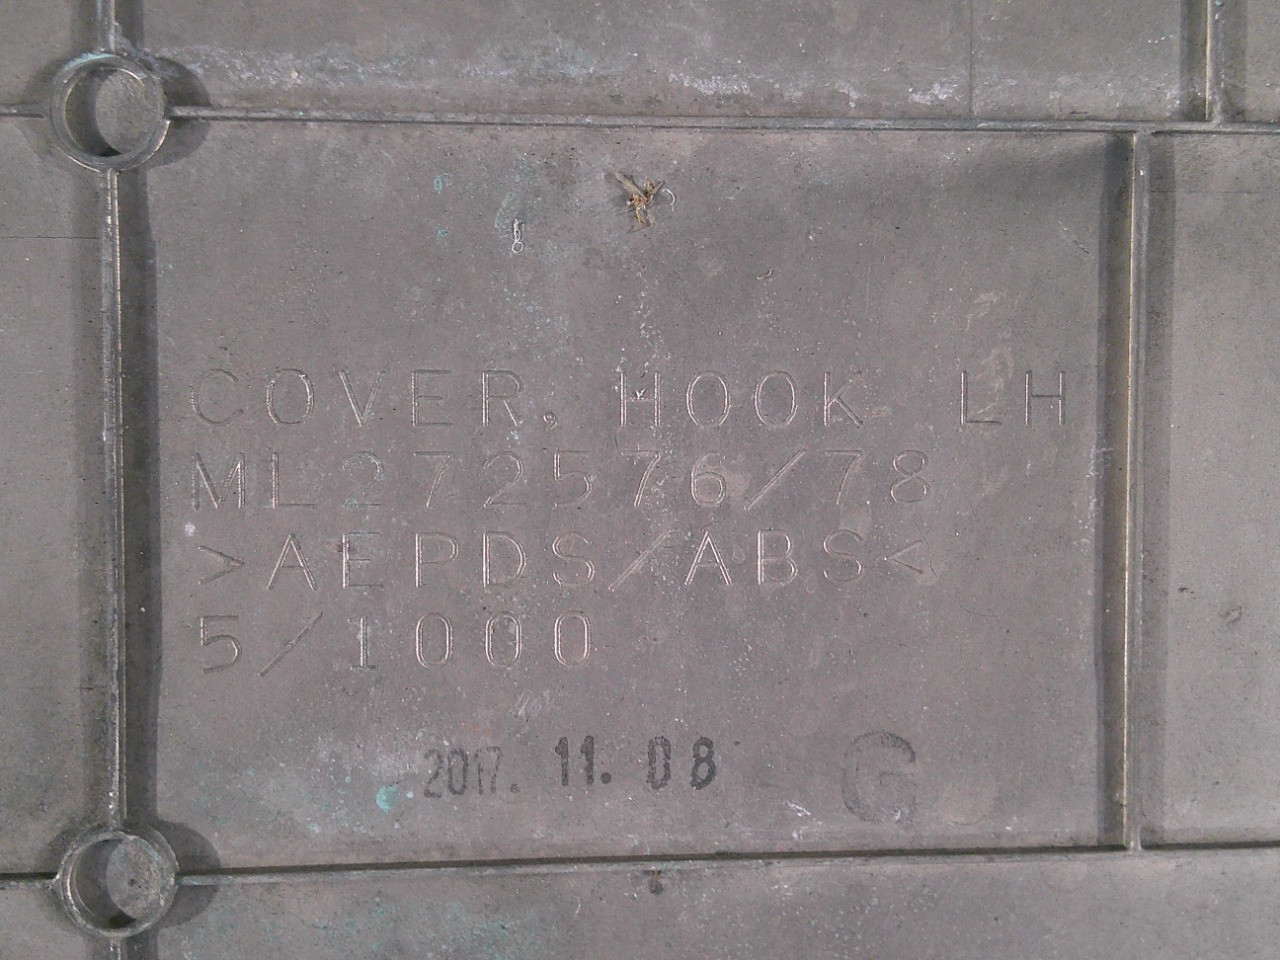 COVER, HOOK LH
ML272576/78
>AEPDS/ABS<
5/1000
2017. 11. 08 G